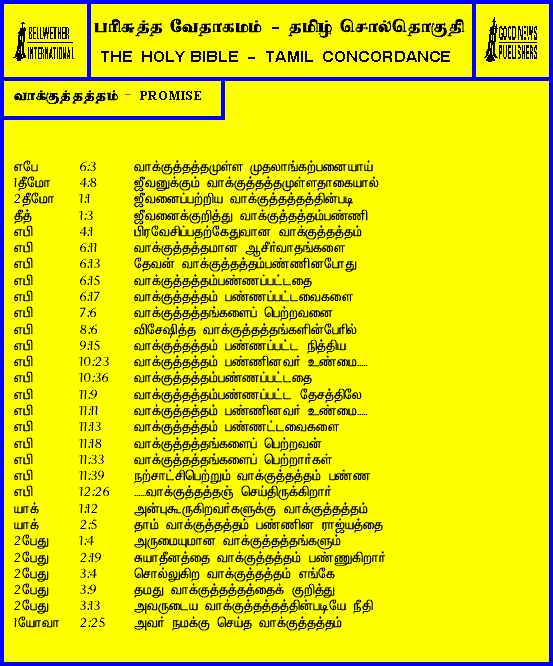 BELLWETHER
INTERNATIONAL
பரிசுத்த வேதாகமம் - தமிழ் சொல்தொகுதி
THE HOLY BIBLE - TAMIL CONCORDANCE
GOOD NEWS
PUBLISHERS
வாக்குத்தத்தம் - PROMISE
எபே 6:3 வாக்குத்தத்தமுள்ள முதலாங்கற்பனையாய்
1தீமோ 4:8 ஜீவனுக்கும் வாக்குத்தத்தமுள்ளதாகையால்
2தீமோ 1:1 ஜீவனைப்பற்றிய வாக்குத்தத்தத்தின்படி
தீத் 1:3 ஜீவனைக்குறித்து வாக்குத்தத்தம்பண்ணி
எபி 4:1 பிரவேசிப்பதற்கேதுவான வாக்குத்தத்தம்
எபி 6:11 வாக்குத்தத்தமான ஆசீர்வாதங்களை
எபி 6:13 தேவன் வாக்குத்தத்தம்பண்ணினபோது
எபி 6:15 வாக்குத்தத்தம்பண்ணப்பட்டதை
எபி 6:17 வாக்குத்தத்தம் பண்ணப்பட்டவைகளை
எபி 7:6 வாக்குத்தத்தங்களைப் பெற்றவனை
எபி 8:6 விசேஷித்த வாக்குத்தத்தங்களின்பேரில்
எபி 9:15 வாக்குத்தத்தம் பண்ணப்பட்ட நித்திய
எபி 10:23 வாக்குத்தத்தம் பண்ணினவர் உண்மை.....
எபி 10:36 வாக்குத்தத்தம்பண்ணப்பட்டதை
எபி 11:9 வாக்குத்தத்தம்பண்ணப்பட்ட தேசத்திலே
எபி 11:11 வாக்குத்தத்தம் பண்ணினவர் உண்மை.....
எபி 11:13 வாக்குத்தத்தம் பண்ணட்டவைகளை
எபி 11:18 வாக்குத்தத்தங்களைப் பெற்றவன்
எபி 11:33 வாக்குத்தத்தங்களைப் பெற்றார்கள்
எபி 11:39 நற்சாட்சிபெற்றும் வாக்குத்தத்தம் பண்ண
எபி 12:26 .....வாக்குத்தத்தஞ் செய்திருக்கிறார்
யாக் 1:12 அன்புகூருகிறவர்களுக்கு வாக்குத்தத்தம்
யாக் 2:5 தாம் வாக்குத்தத்தம் பண்ணின ராஜ்யத்தை
2பேது 1:4 அருமையுமான வாக்குத்தத்தங்களும்
2பேது 2:19 சுயாதீனத்தை வாக்குத்தத்தம் பண்ணுகிறார்
2பேது 3:4 சொல்லுகிற வாக்குத்தத்தம் எங்கே
2பேது 3:9 தமது வாக்குத்தத்தத்தைக் குறித்து
2பேது 3:13 அவருடைய வாக்குத்தத்தத்தின்படியே நீதி
1யோவா 2:25 அவர் நமக்கு செய்த வாக்குத்தத்தம்